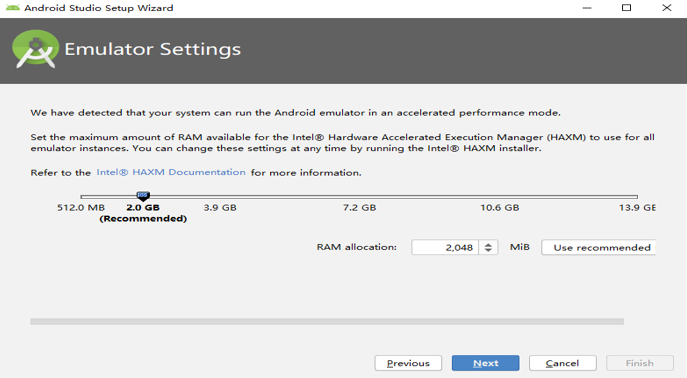 Android Studio Setup Wizard
Emulator Settings
We have detected that your system can run the Android emulator in an accelerated performance mode.
Set the maximum amount of RAM available for the Intel® Hardware Accelerated Execution Manager (HAXM) to use for all
emulator instances. You can change these settings at any time by running the Intel® HAXM installer.
Refer to the Intel® HAXM Documentation for more information.
512.0 MB 2.0 GB 3.9 GB 7.2 GB 10.6 GB 13.9 GB
(Recommended)
RAM allocation: 2,048 MiB Use recommended
Previous Next Cancel Finish